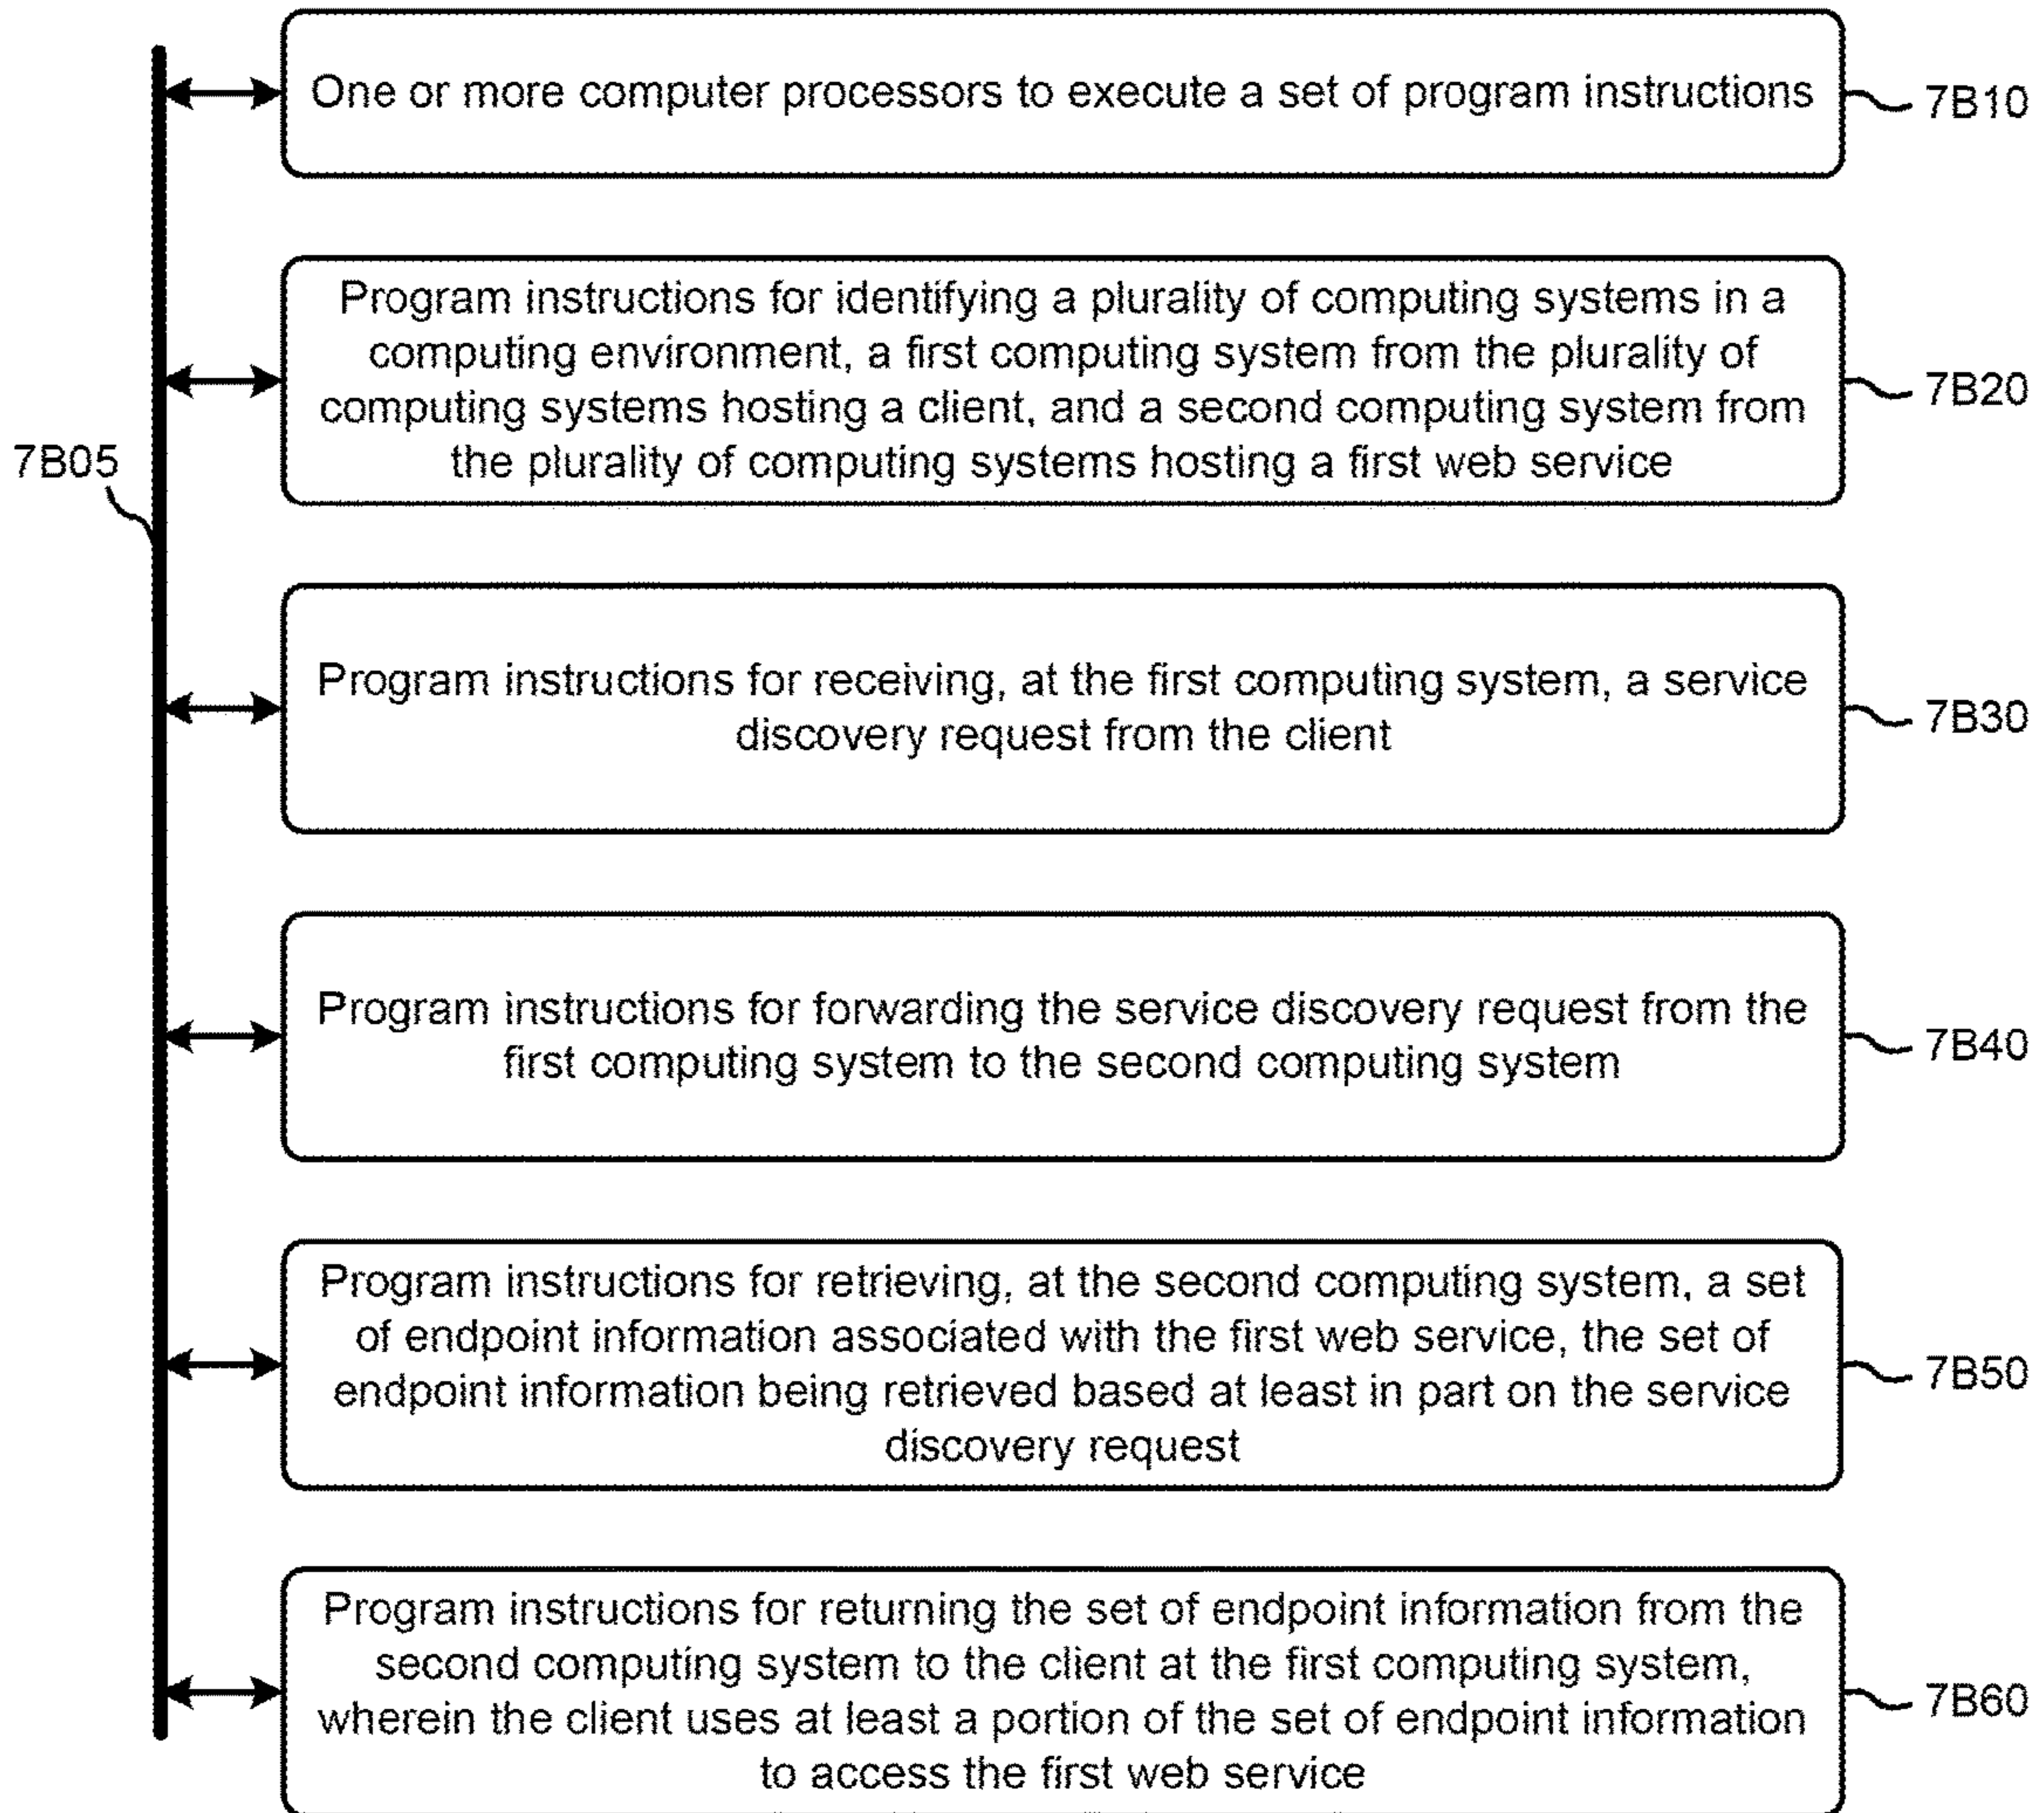 One or more computer processors to execute a set of program instructions
7B10
Program instructions for identifying a plurality of computing systems in a
computing environment, a first computing system from the plurality of
computing systems hosting a client, and a second computing system from
the plurality of computing systems hosting a first web service
7B20
7B05
Program instructions for receiving, at the first computing system, a service
discovery request from the client
7B30
Program instructions for forwarding the service discovery request from the
first computing system to the second computing system
7B40
Program instructions for retrieving, at the second computing system, a set
of endpoint information associated with the first web service, the set of
endpoint information being retrieved based at least in part on the service
discovery request
7B50
Program instructions for returning the set of endpoint information from the
second computing system to the client at the first computing system,
wherein the client uses at least a portion of the set of endpoint information
to access the first web service
7B60